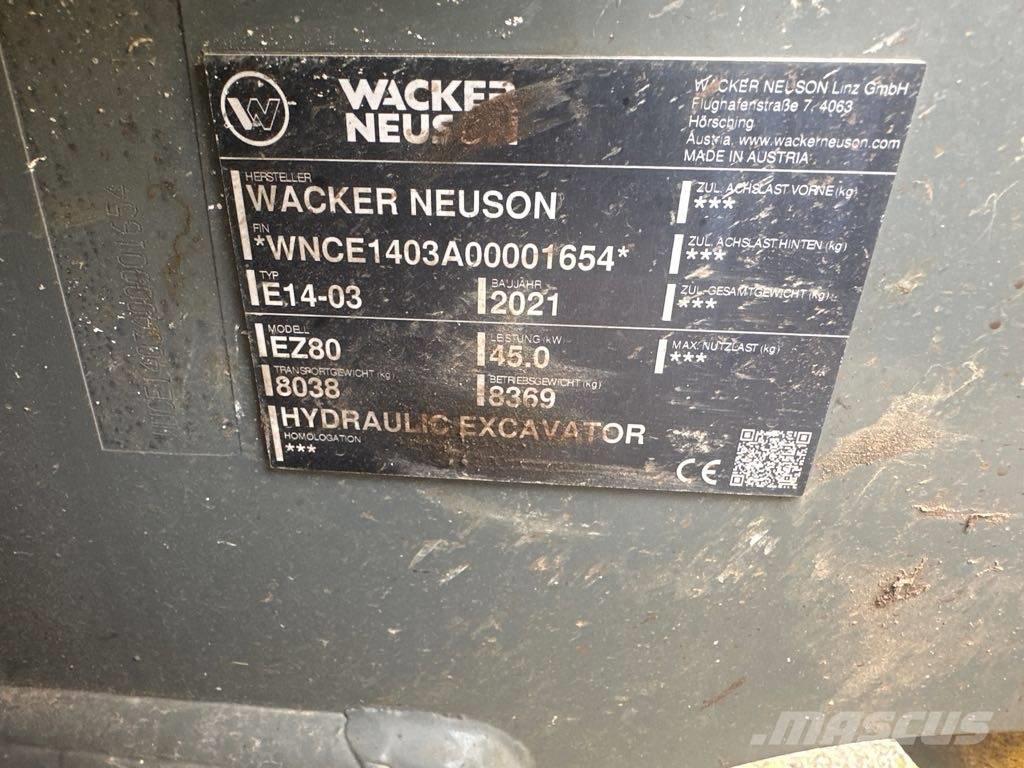 WACKER
NEUSON
WACKER NEUSON Linz GmbH
Flughafenstraße 7, 4063
Hörsching
Austria, www.wackerneuson.com
MADE IN AUSTRIA
HERSTELLER
WACKER NEUSON
FIN
*WNCE1403A00001654*
TYP
E14-03
BAUJAHR
2021
ZUL. ACHSLAST VORNE (kg)
***
ZUL. ACHSLAST HINTEN (kg)
***
ZUL. GESAMTGEWICHT (kg)
***
MODELL
EZ80
LEISTUNG (kW)
45.0
MAX. NUTZLAST (kg)
***
TRANSPORTGEWICHT (kg)
8038
BETRIEBSGEWICHT (kg)
8369
HYDRAULIC EXCAVATOR
HOMOLOGATION
***
CE
MASCUS